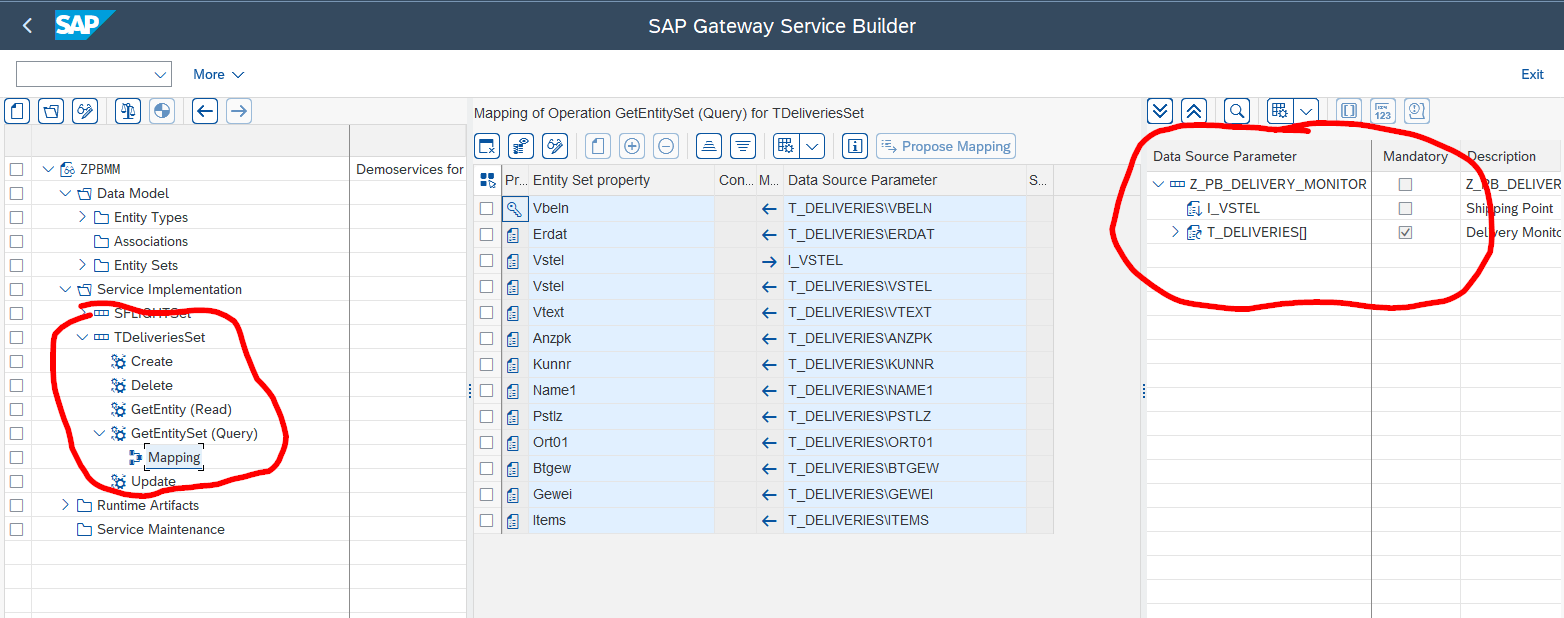 SAP
SAP Gateway Service Builder
More
Exit
ZPBMM
Demoservices for
Data Model
Entity Types
Associations
Entity Sets
Service Implementation
SFLIGHTSet
TDeliveriesSet
Create
Delete
GetEntity (Read)
GetEntitySet (Query)
Mapping
Update
Runtime Artifacts
Service Maintenance
Mapping of Operation GetEntitySet (Query) for TDeliveriesSet
Propose Mapping
Pr... Entity Set property Con... M... Data Source Parameter S...
Vbeln T_DELIVERIES\VBELN
Erdat T_DELIVERIES\ERDAT
Vstel I_VSTEL
Vstel T_DELIVERIES\VSTEL
Vtext T_DELIVERIES\VTEXT
Anzpk T_DELIVERIES\ANZPK
Kunnr T_DELIVERIES\KUNNR
Name1 T_DELIVERIES\NAME1
Pstlz T_DELIVERIES\PSTLZ
Ort01 T_DELIVERIES\ORT01
Btgew T_DELIVERIES\BTGEW
Gewei T_DELIVERIES\GEWEI
Items T_DELIVERIES\ITEMS
123
Data Source Parameter Mandatory Description
Z_PB_DELIVERY_MONITOR Z_PB_DELIVER
I_VSTEL Shipping Point
T_DELIVERIES[] Delivery Monito